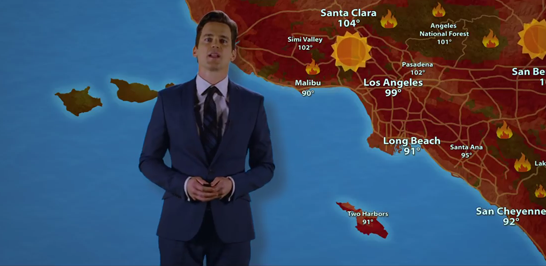 Santa Clara
104°
Angeles
National Forest
101°
Simi Valley
102°
Pasadena
102°
Malibu
90°
Los Angeles
99°
San Be
1
Long Beach
91°
Santa Ana
95°
Lak
Two Harbors
91°
San Cheyenne
92°